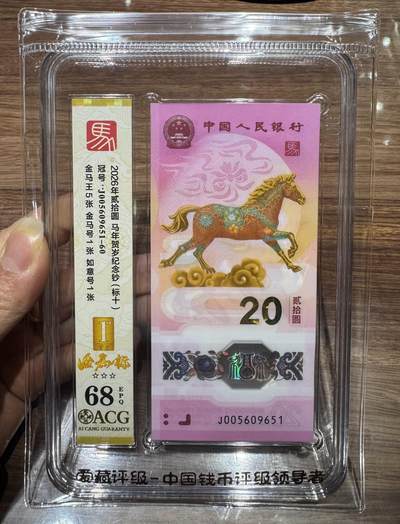 馬
2026年贰拾圆 马年贺岁纪念钞（标十）
冠号：J005609651-60
金马王5张 金马号1张 如意号1张
68 EPQ
ACG
AI CANG GUARANTY
中国人民银行
馬
20 贰拾圆
J005609651
爱藏评级-中国钱币评级领导者